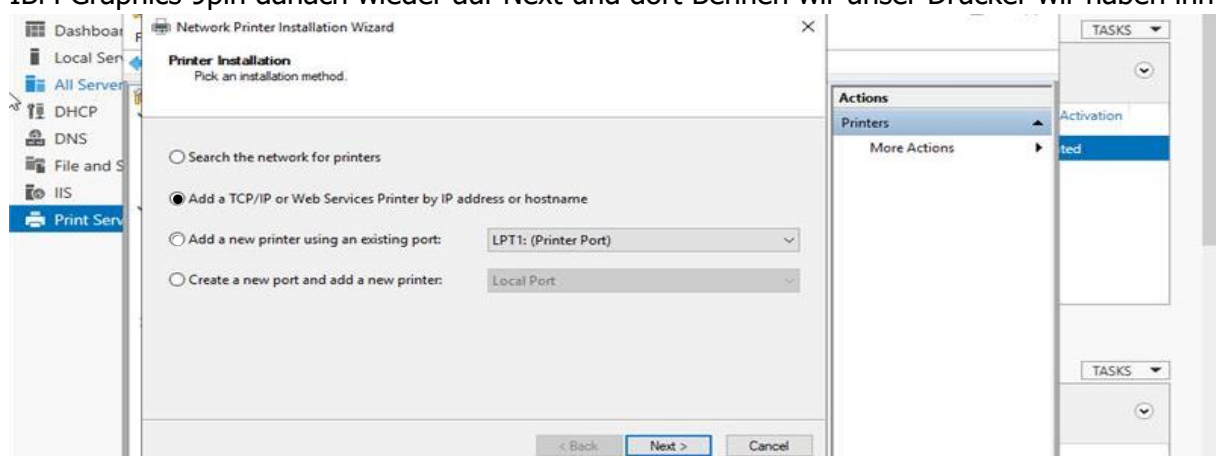 IBM Graphics 9pin danach wieder auf Next und dort Bennen wir unser Drucker wir haben ihn
Dashboar
Local Ser
All Server
DHCP
DNS
File and S
IIS
Print Serv
Network Printer Installation Wizard
Printer Installation
Pick an installation method.
Search the network for printers
Add a TCP/IP or Web Services Printer by IP address or hostname
Add a new printer using an existing port: LPT1: (Printer Port)
Create a new port and add a new printer: Local Port
< Back Next > Cancel
Actions
Printers
More Actions
TASKS
Activation
ted
TASKS